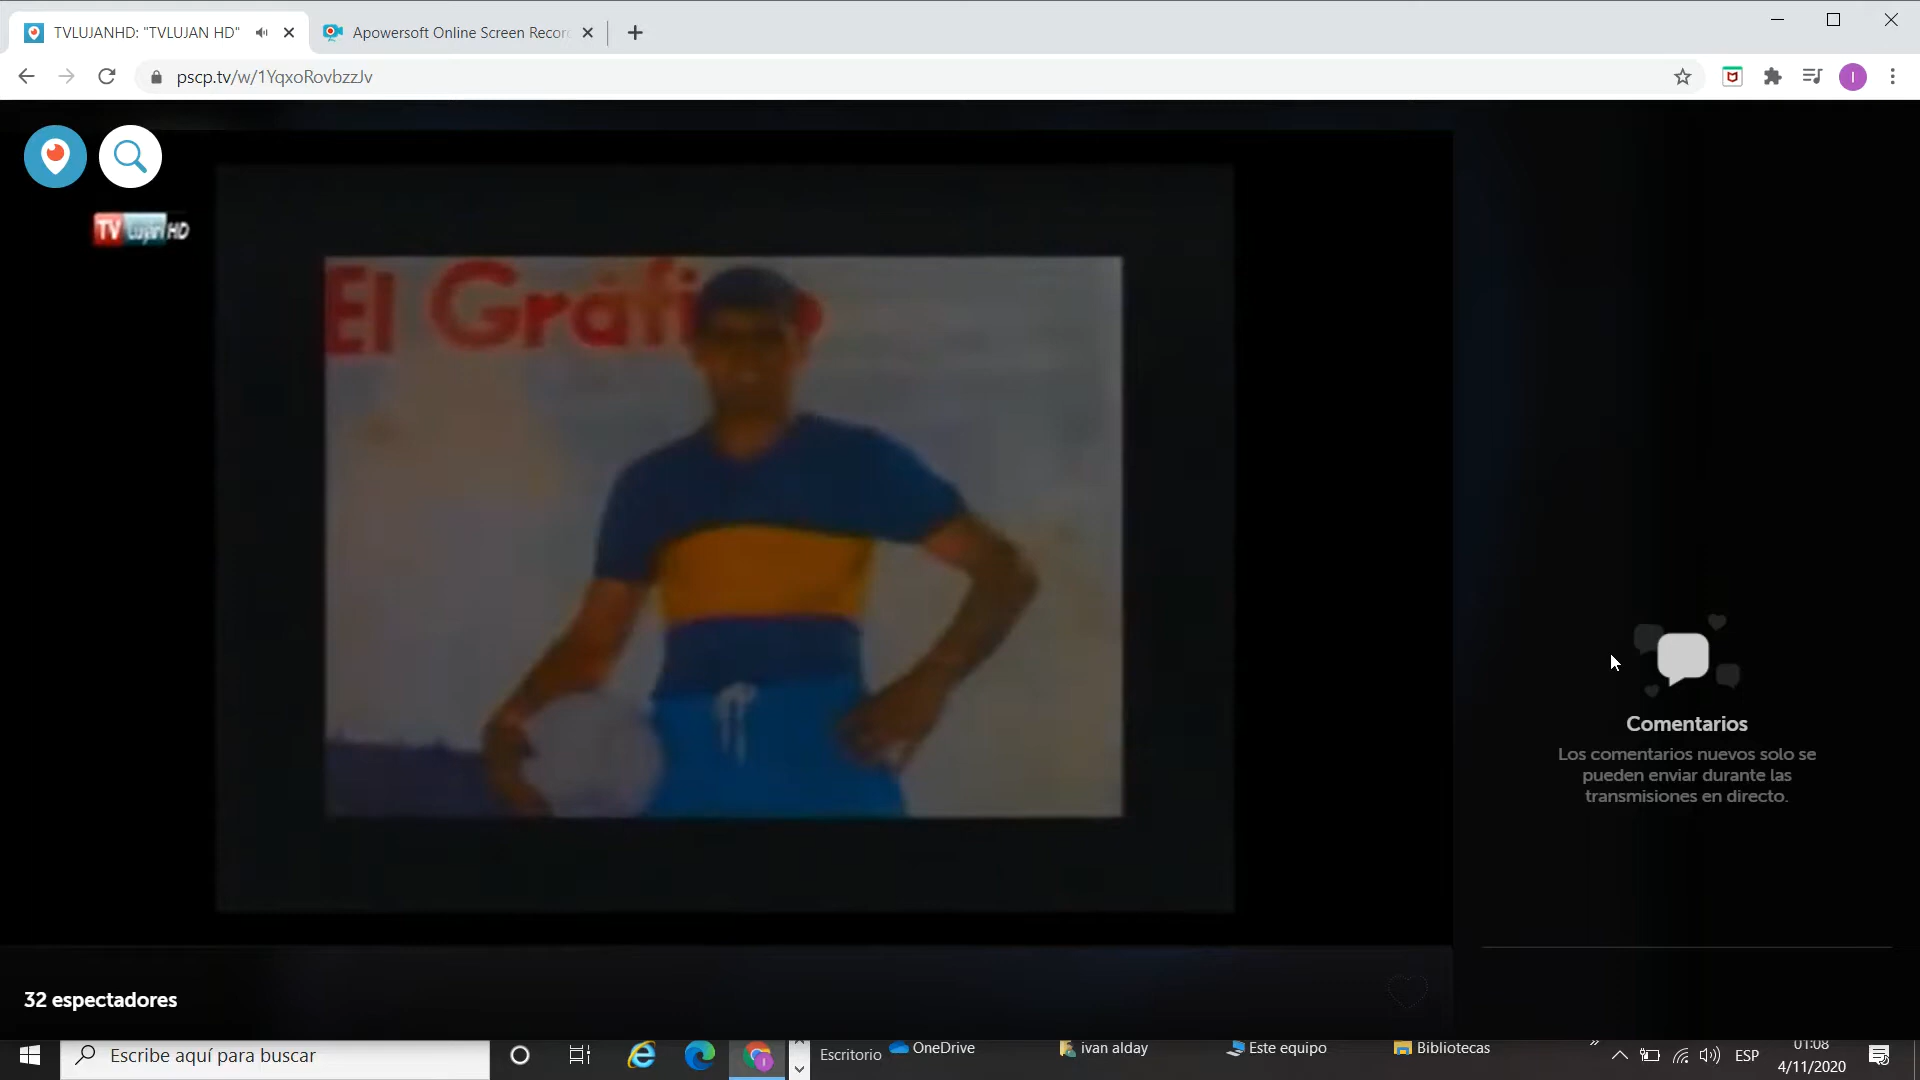 TVLUJANHD: "TVLUJAN HD"
Apowersoft Online Screen Recor
pscp.tv/w/1YqxoRovbzzJv
TV Luján HD
El Gráfico
Comentarios
Los comentarios nuevos solo se
pueden enviar durante las
transmisiones en directo.
32 espectadores
Escribe aquí para buscar
Escritorio
OneDrive
ivan alday
Este equipo
Bibliotecas
ESP
01:08
4/11/2020